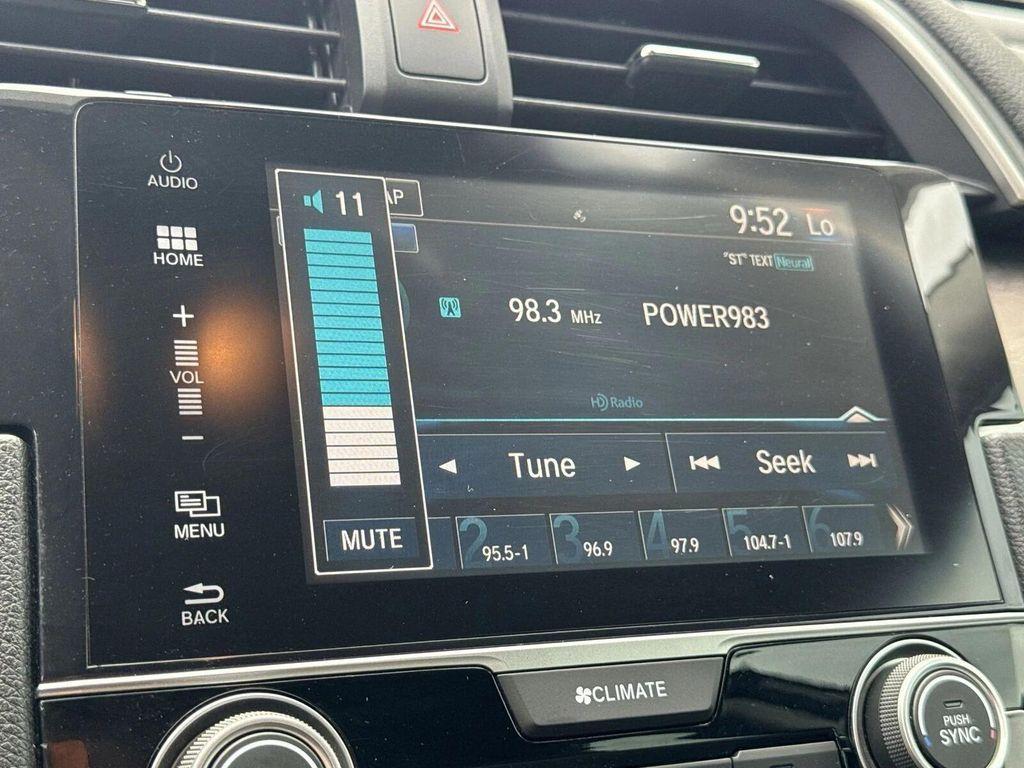 AUDIO
HOME
+
VOL
−
MENU
BACK
11
MUTE
9:52 Lo
"ST" TEXT Neural
98.3 MHz POWER983
HD Radio
Tune
Seek
2 95.5-1
3 96.9
4 97.9
5 104.7-1
6 107.9
CLIMATE
PUSH
SYNC